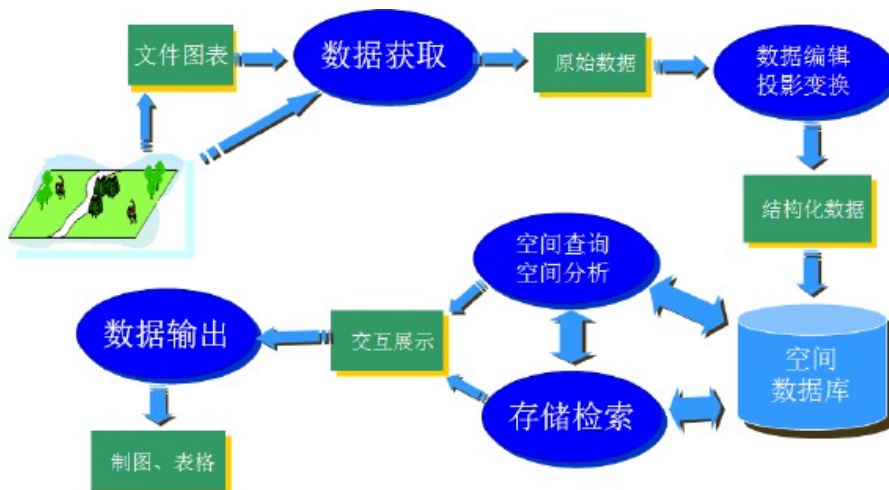 文件图表
数据获取
原始数据
数据编辑
投影变换
结构化数据
空间查询
空间分析
数据输出
交互展示
空间
数据库
存储检索
制图、表格